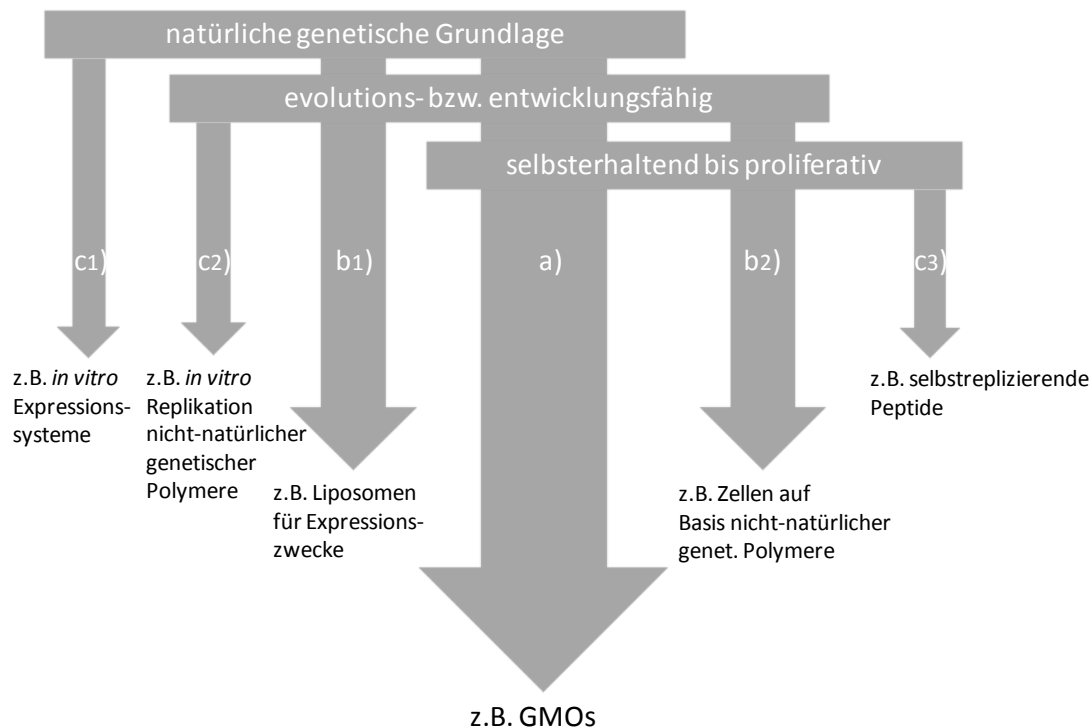 natürliche genetische Grundlage
evolutions- bzw. entwicklungsfähig
selbsterhaltend bis proliferativ
c1)
c2)
b1)
a)
b2)
c3)
z.B. in vitro
Expressions-
systeme
z.B. in vitro
Replikation
nicht-natürlicher
genetischer
Polymere
z.B. Liposomen
für Expressions-
zwecke
z.B. GMOs
z.B. Zellen auf
Basis nicht-natürlicher
genet. Polymere
z.B. selbstreplizierende
Peptide